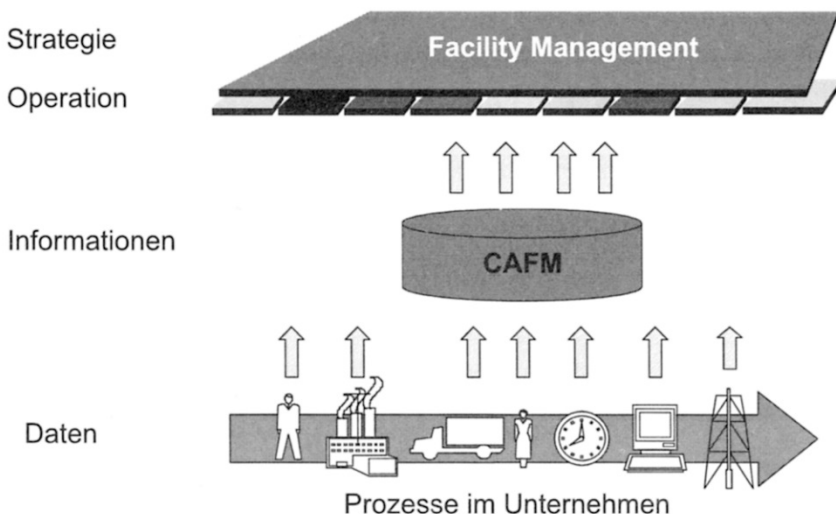 Strategie
Facility Management
Operation
Informationen
CAFM
Daten
Prozesse im Unternehmen